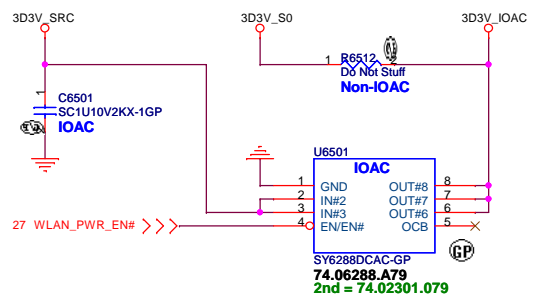 3D3V_SRC
3D3V_S0
3D3V_IOAC
R6512
1
2
Do Not Stuff
Non-IOAC
1
C6501
SC1U10V2KX-1GP
IOAC
U6501
IOAC
1 GND OUT#8 8
2 IN#2 OUT#7 7
3 IN#3 OUT#6 6
4 EN/EN# OCB 5
27 WLAN_PWR_EN#
GP
SY6288DCAC-GP
74.06288.A79
2nd = 74.02301.079